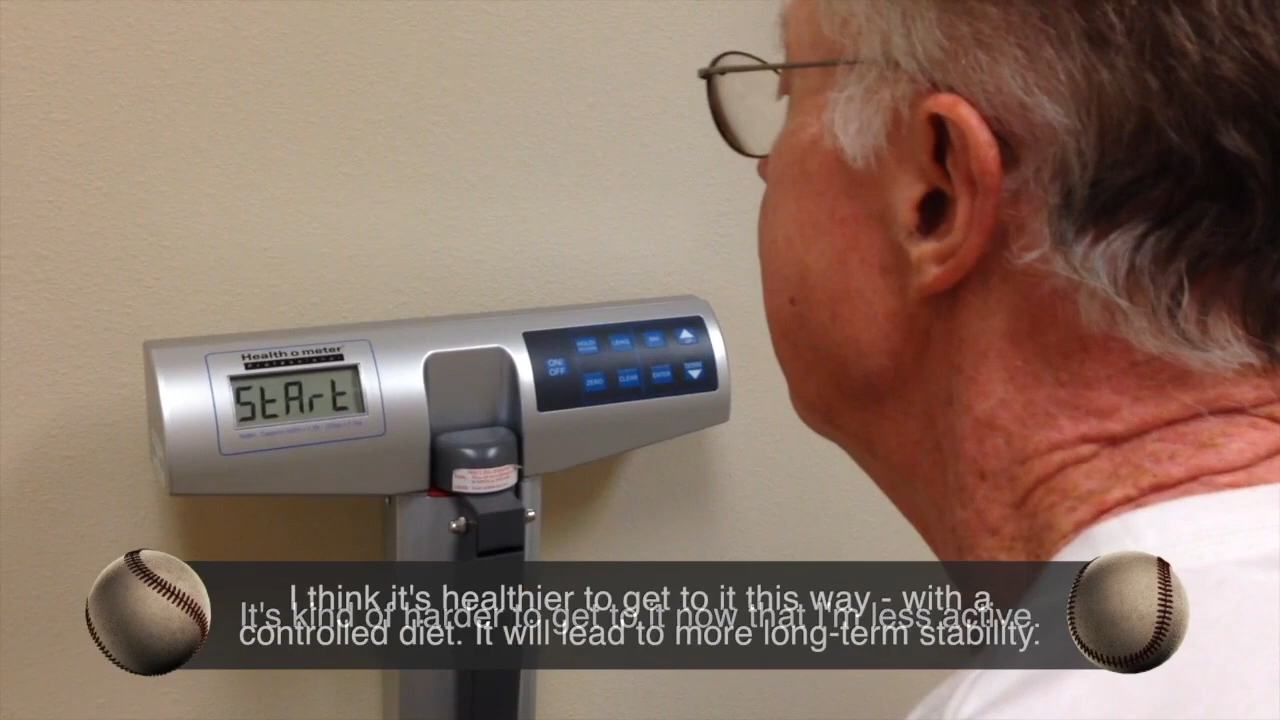 Health o meter
Professional
StArt
ON/
OFF
ZERO
CLEAR
ENTER
I think it's healthier to get to it this way - with a
It's kind of harder to get to it now that I'm less active.
controlled diet. It will lead to more long-term stability.